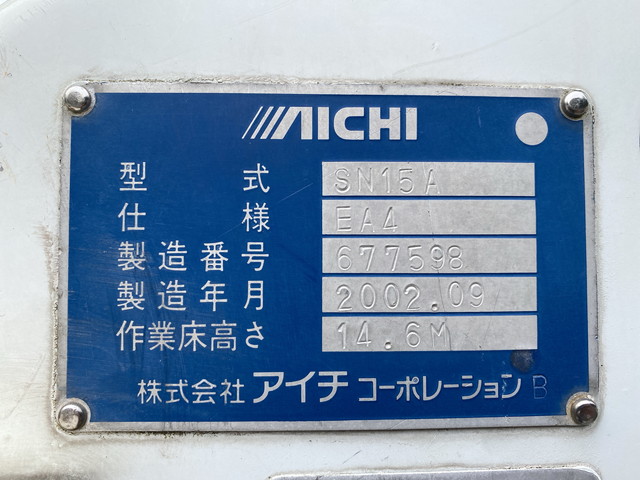 AICHI
型式 SN15A
仕様 EA4
製造番号 677598
製造年月 2002.09
作業床高さ 14.6M
株式会社 アイチ コーポレーション B